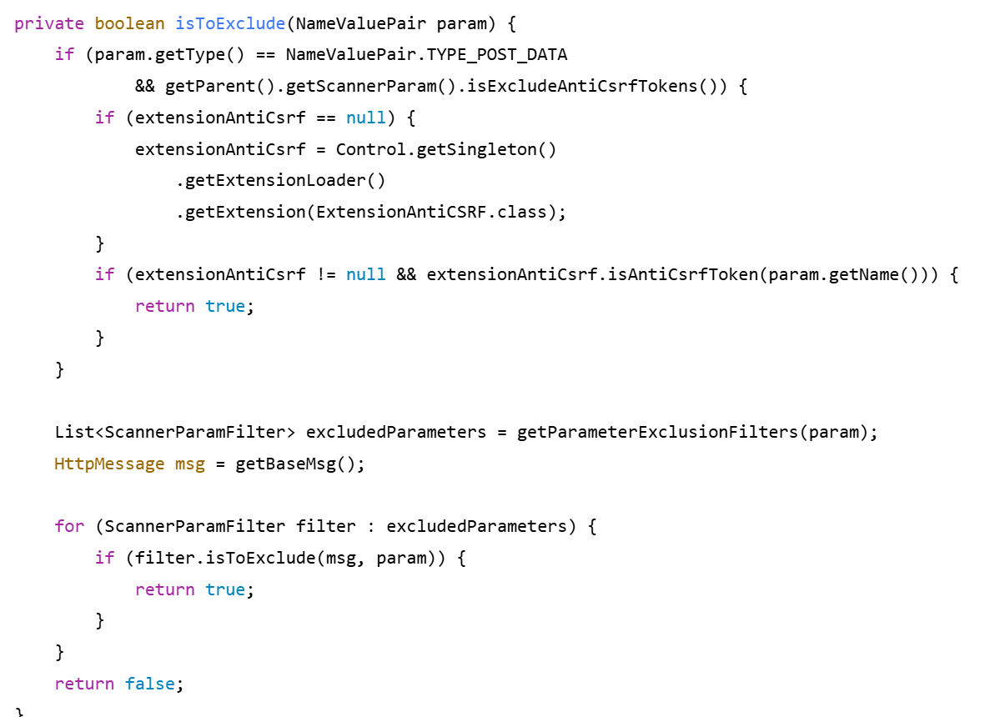 private boolean isToExclude(NameValuePair param) {
    if (param.getType() == NameValuePair.TYPE_POST_DATA
            && getParent().getScannerParam().isExcludeAntiCsrfTokens()) {
        if (extensionAntiCsrf == null) {
            extensionAntiCsrf = Control.getSingleton()
                .getExtensionLoader()
                .getExtension(ExtensionAntiCSRF.class);
        }
        if (extensionAntiCsrf != null && extensionAntiCsrf.isAntiCsrfToken(param.getName())) {
            return true;
        }
    }

    List<ScannerParamFilter> excludedParameters = getParameterExclusionFilters(param);
    HttpMessage msg = getBaseMsg();

    for (ScannerParamFilter filter : excludedParameters) {
        if (filter.isToExclude(msg, param)) {
            return true;
        }
    }
    return false;
}